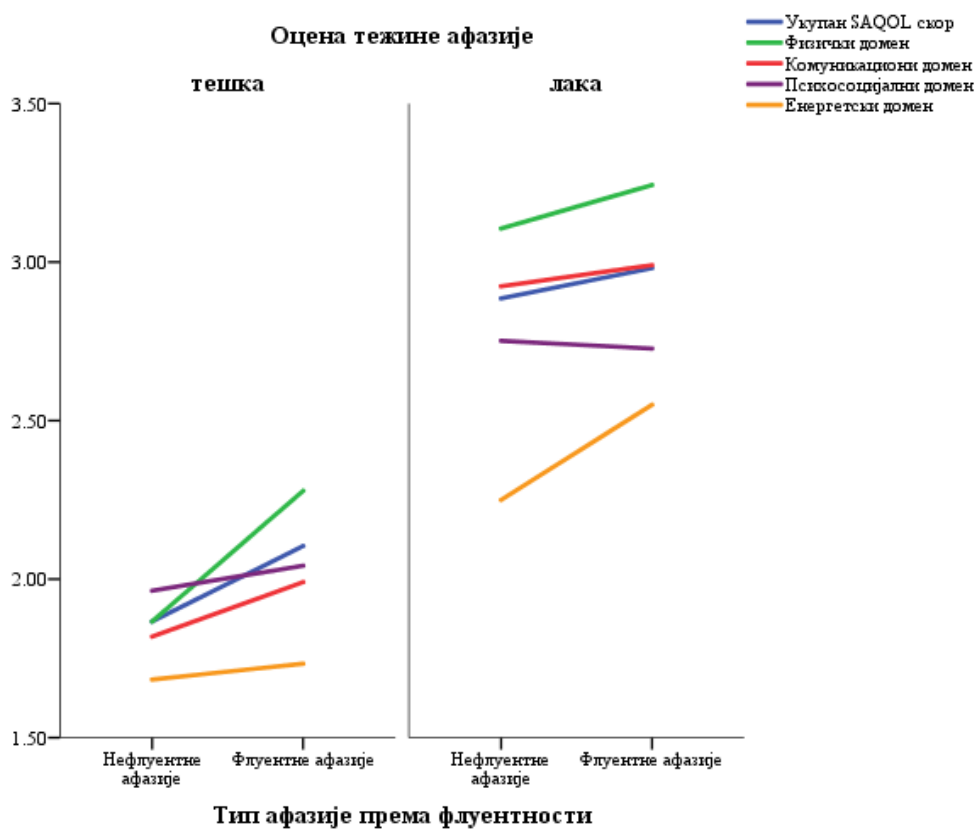 Оцена тежине афазије
тешка
лака
Укупан SAQOL скор
Физички домен
Комуникациони домен
Психосоцијални домен
Енергетски домен
3.50
3.00
2.50
2.00
1.50
Нефлуентне
афазије
Флуентне афазије
Нефлуентне
афазије
Флуентне афазије
Тип афазије према флуентности